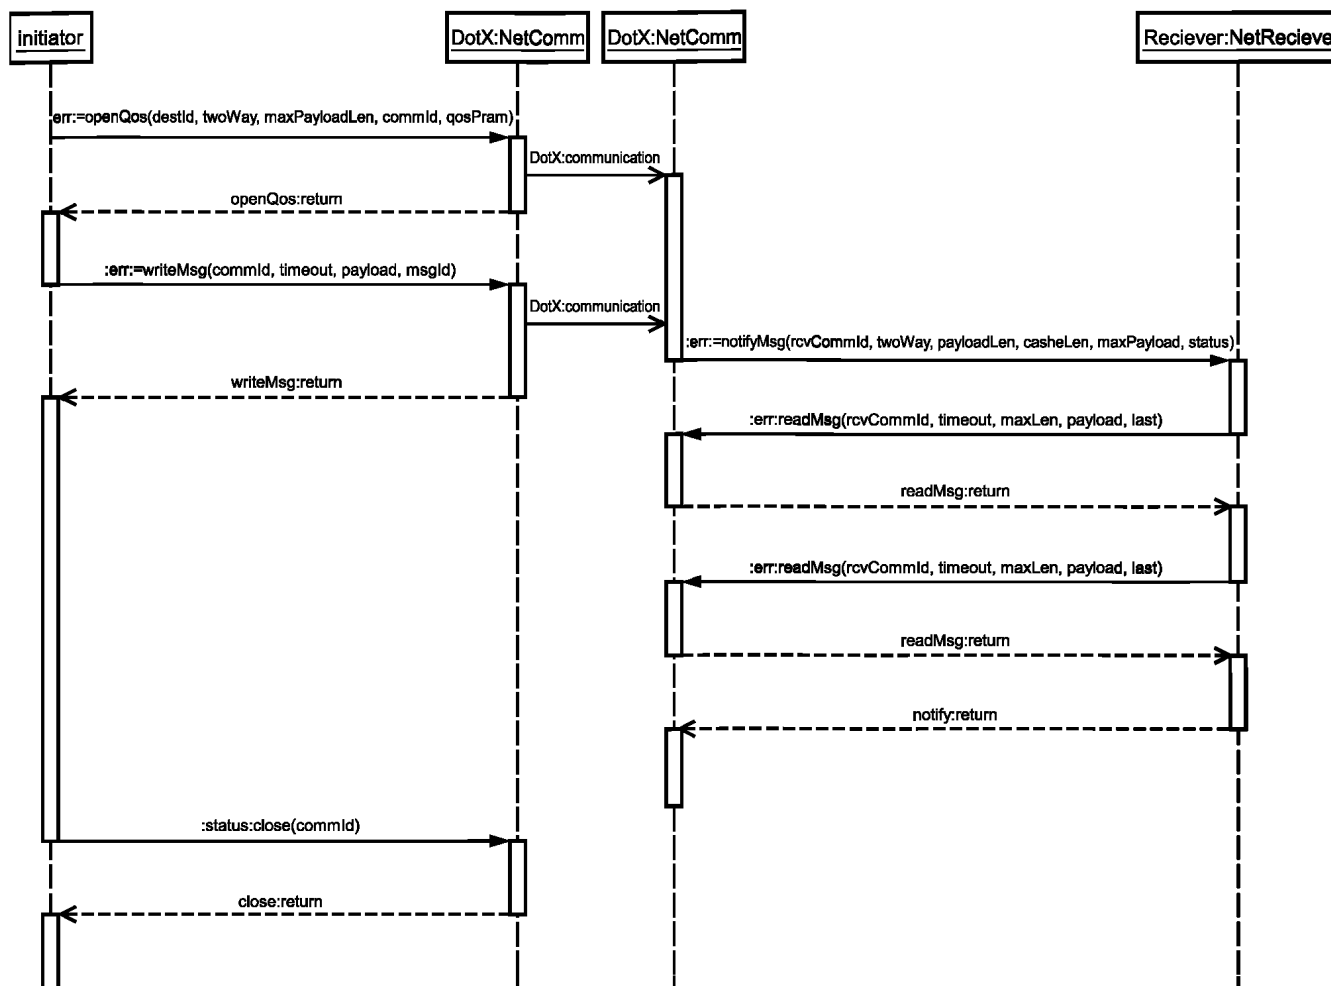 initiator
DotX:NetComm
DotX:NetComm
Reciever:NetRecieve
err:=openQos(destId, twoWay, maxPayloadLen, commId, qosPram)
DotX:communication
openQos:return
:err:=writeMsg(commId, timeout, payload, msgId)
DotX:communication
:err:=notifyMsg(rcvCommId, twoWay, payloadLen, casheLen, maxPayload, status)
writeMsg:return
:err:readMsg(rcvCommId, timeout, maxLen, payload, last)
readMsg:return
:err:readMsg(rcvCommId, timeout, maxLen, payload, last)
readMsg:return
notify:return
:status:close(commId)
close:return